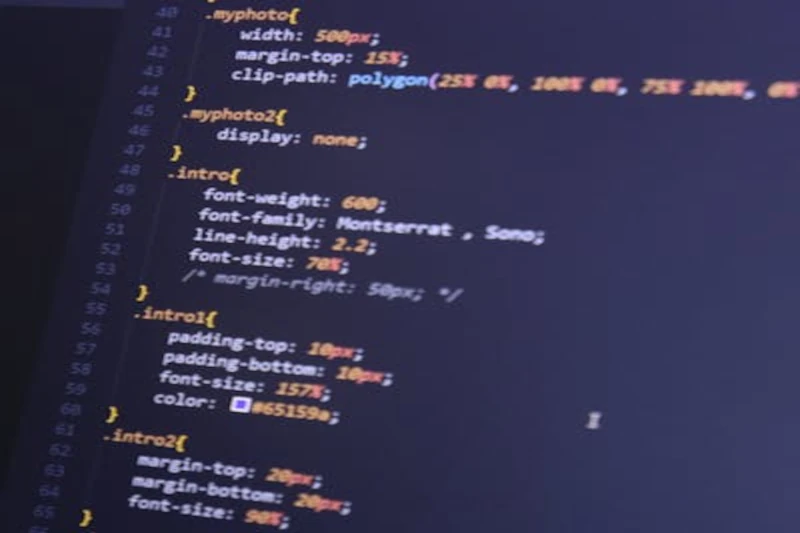 40 .myphoto{
41 width: 500px;
42 margin-top: 15%;
43 clip-path: polygon(25% 0%, 100% 0%, 75% 100%, 0%
44 }
45 .myphoto2{
46 display: none;
47 }
48 .intro{
49 font-weight: 600;
50 font-family: Montserrat , Sono;
51 line-height: 2.2;
52 font-size: 70%;
53 /* margin-right: 50px; */
54 }
55 .intro1{
56 padding-top: 10px;
57 padding-bottom: 10px;
58 font-size: 157%;
59 color: #65159a;
60 }
61 .intro2{
62 margin-top: 20px;
63 margin-bottom: 20px;
64 font-size: 90%;
65 }